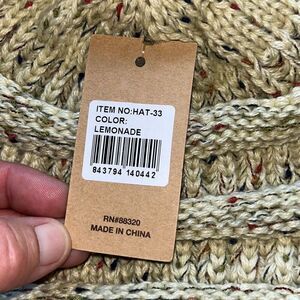 ITEM NO:HAT-33
COLOR:
LEMONADE
843794 140442
RN#88320
MADE IN CHINA